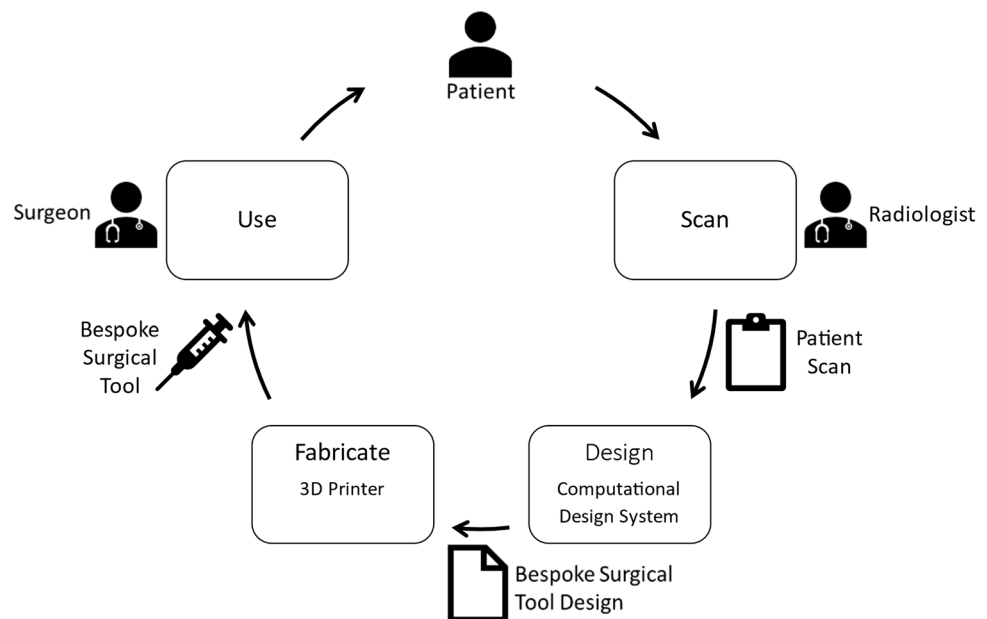 Patient
Surgeon
Use
Scan
Radiologist
Bespoke
Surgical
Tool
Patient
Scan
Fabricate
3D Printer
Design
Computational
Design System
Bespoke Surgical
Tool Design